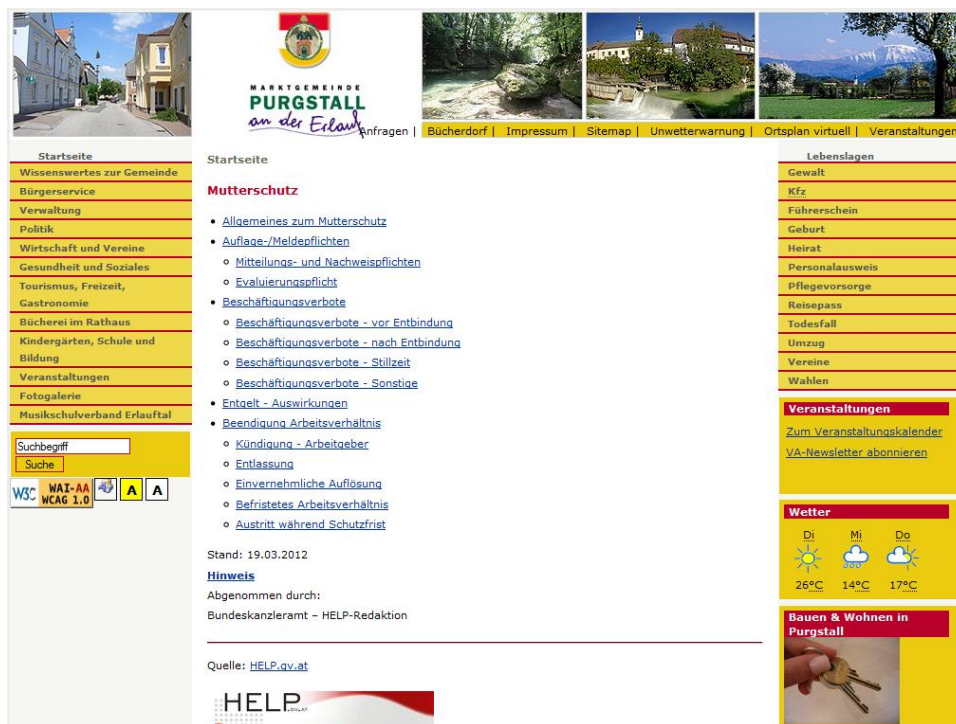 MARKTGEMEINDE
PURGSTALL
an der Erlauf
Anfragen | Bücherdorf | Impressum | Sitemap | Unwetterwarnung | Ortsplan virtuell | Veranstaltungen
Startseite
Wissenswertes zur Gemeinde
Bürgerservice
Verwaltung
Politik
Wirtschaft und Vereine
Gesundheit und Soziales
Tourismus, Freizeit,
Gastronomie
Bücherei im Rathaus
Kindergärten, Schule und
Bildung
Veranstaltungen
Fotogalerie
Musikschulverband Erlauftal
Suchbegriff
Suche
W3C WAI-AA
WCAG 1.0
A A
Startseite
Mutterschutz
Allgemeines zum Mutterschutz
Auflage-/Meldepflichten
Mitteilungs- und Nachweispflichten
Evaluierungspflicht
Beschäftigungsverbote
Beschäftigungsverbote - vor Entbindung
Beschäftigungsverbote - nach Entbindung
Beschäftigungsverbote - Stillzeit
Beschäftigungsverbote - Sonstige
Entgelt - Auswirkungen
Beendigung Arbeitsverhältnis
Kündigung - Arbeitgeber
Entlassung
Einvernehmliche Auflösung
Befristetes Arbeitsverhältnis
Austritt während Schutzfrist
Stand: 19.03.2012
Hinweis
Abgenommen durch:
Bundeskanzleramt – HELP-Redaktion
Quelle: HELP.gv.at
HELP.GV.AT
Lebenslagen
Gewalt
Kfz
Führerschein
Geburt
Heirat
Personalausweis
Pflegevorsorge
Reisepass
Todesfall
Umzug
Vereine
Wahlen
Veranstaltungen
Zum Veranstaltungskalender
VA-Newsletter abonnieren
Wetter
Di Mi Do
26°C 14°C 17°C
Bauen & Wohnen in
Purgstall